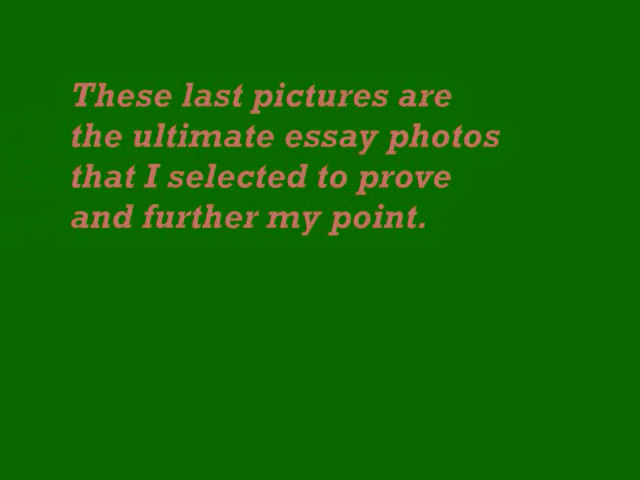 These last pictures are
the ultimate essay photos
that I selected to prove
and further my point.